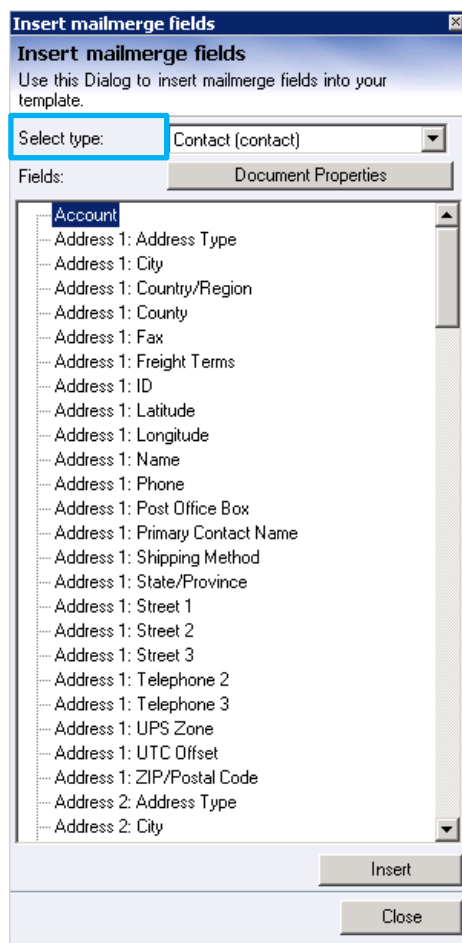 Insert mailmerge fields
Insert mailmerge fields
Use this Dialog to insert mailmerge fields into your
template.
Select type: Contact (contact)
Fields: Document Properties
Account
Address 1: Address Type
Address 1: City
Address 1: Country/Region
Address 1: County
Address 1: Fax
Address 1: Freight Terms
Address 1: ID
Address 1: Latitude
Address 1: Longitude
Address 1: Name
Address 1: Phone
Address 1: Post Office Box
Address 1: Primary Contact Name
Address 1: Shipping Method
Address 1: State/Province
Address 1: Street 1
Address 1: Street 2
Address 1: Street 3
Address 1: Telephone 2
Address 1: Telephone 3
Address 1: UPS Zone
Address 1: UTC Offset
Address 1: ZIP/Postal Code
Address 2: Address Type
Address 2: City
Insert
Close